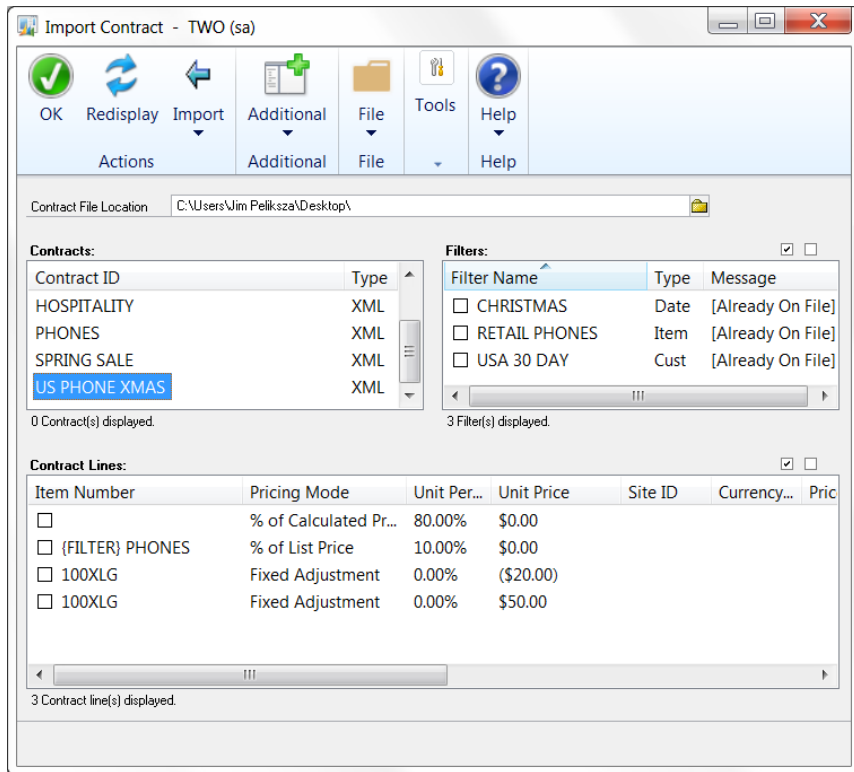 Import Contract - TWO (sa)
OK Redisplay Import Additional File Tools Help
Actions Additional File Help
Contract File Location C:\Users\Jim Peliksza\Desktop\
Contracts: Filters:
Contract ID Type Filter Name Type Message
HOSPITALITY XML CHRISTMAS Date [Already On File]
PHONES XML RETAIL PHONES Item [Already On File]
SPRING SALE XML USA 30 DAY Cust [Already On File]
US PHONE XMAS XML
0 Contract(s) displayed. 3 Filter(s) displayed.
Contract Lines:
Item Number Pricing Mode Unit Per... Unit Price Site ID Currency... Pric
% of Calculated Pr... 80.00% $0.00
{FILTER} PHONES % of List Price 10.00% $0.00
100XLG Fixed Adjustment 0.00% ($20.00)
100XLG Fixed Adjustment 0.00% $50.00
3 Contract line(s) displayed.